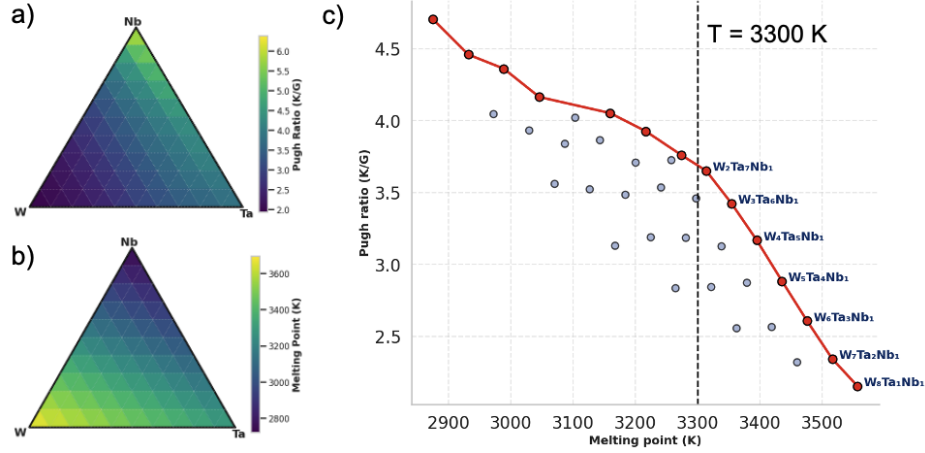 a)
Nb
W
Ta
6.0
5.5
5.0
4.5
4.0
3.5
3.0
2.5
2.0
Pugh Ratio (K/G)
b)
Nb
W
Ta
3600
3400
3200
3000
2800
Melting Point (K)
c)
T = 3300 K
4.5
4.0
3.5
3.0
2.5
Pugh ratio (K/G)
W₂Ta₇Nb₁
W₃Ta₆Nb₁
W₄Ta₅Nb₁
W₅Ta₄Nb₁
W₆Ta₃Nb₁
W₇Ta₂Nb₁
W₈Ta₁Nb₁
2900 3000 3100 3200 3300 3400 3500
Melting point (K)